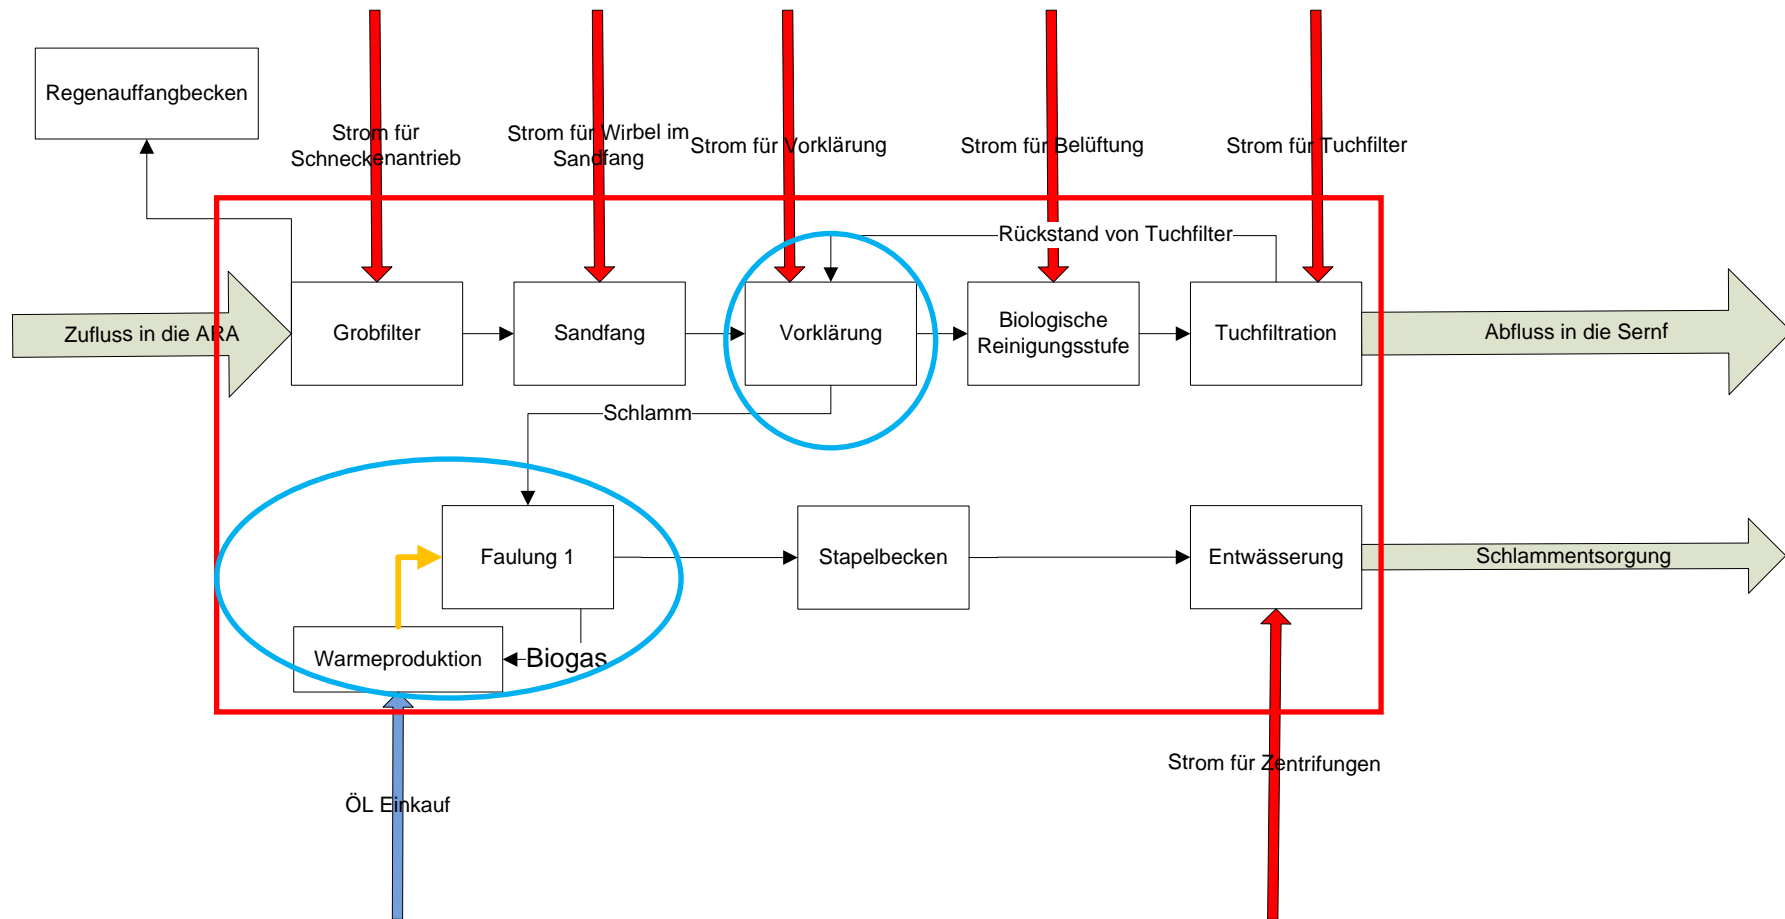 Regenauffangbecken
Strom für
Schneckenantrieb
Strom für Wirbel im
Sandfang
Strom für Vorklärung
Strom für Belüftung
Strom für Tuchfilter
Rückstand von Tuchfilter
Zufluss in die ARA
Grobfilter
Sandfang
Vorklärung
Biologische
Reinigungsstufe
Tuchfiltration
Abfluss in die Sernf
Schlamm
Faulung 1
Stapelbecken
Entwässerung
Schlammentsorgung
Warmeproduktion
Biogas
Strom für Zentrifungen
ÖL Einkauf